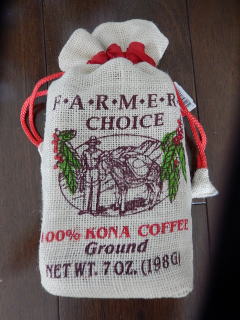 F·A·R·M·E·R
CHOICE
100% KONA COFFEE
Ground
NET WT. 7 OZ. (198G)